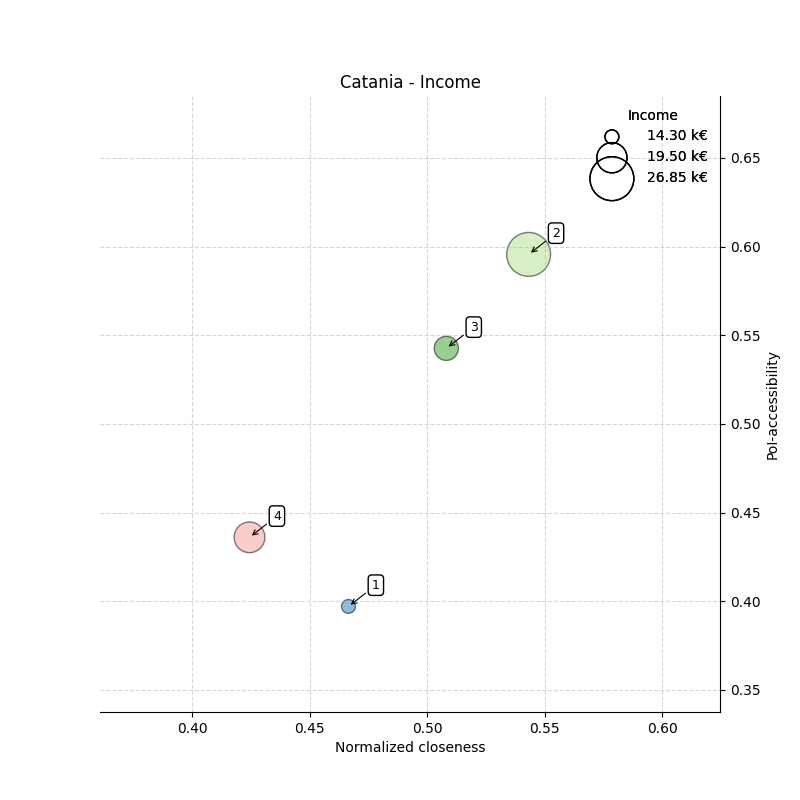 Catania - Income
Income
14.30 k€
19.50 k€
26.85 k€
2
3
4
1
0.65
0.60
0.55
0.50
0.45
0.40
0.35
PoI-accessibility
0.40
0.45
0.50
0.55
0.60
Normalized closeness